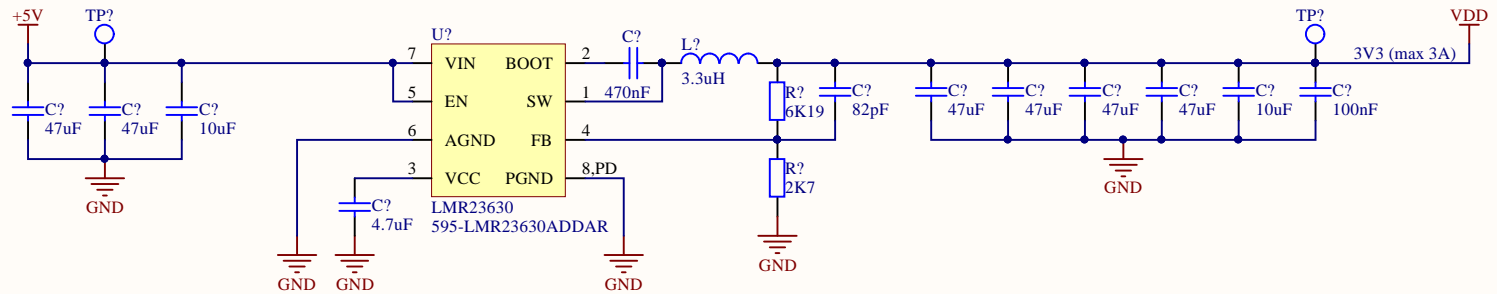 +5V
TP?
C?
47uF
C?
47uF
C?
10uF
GND
U?
7
VIN
BOOT
2
5
EN
SW
1
6
AGND
FB
4
3
VCC
PGND
8,PD
LMR23630
595-LMR23630ADDAR
C?
4.7uF
GND
GND
GND
C?
470nF
L?
3.3uH
R?
6K19
C?
82pF
R?
2K7
GND
C?
47uF
C?
47uF
C?
47uF
C?
47uF
C?
10uF
C?
100nF
GND
TP?
3V3 (max 3A)
VDD